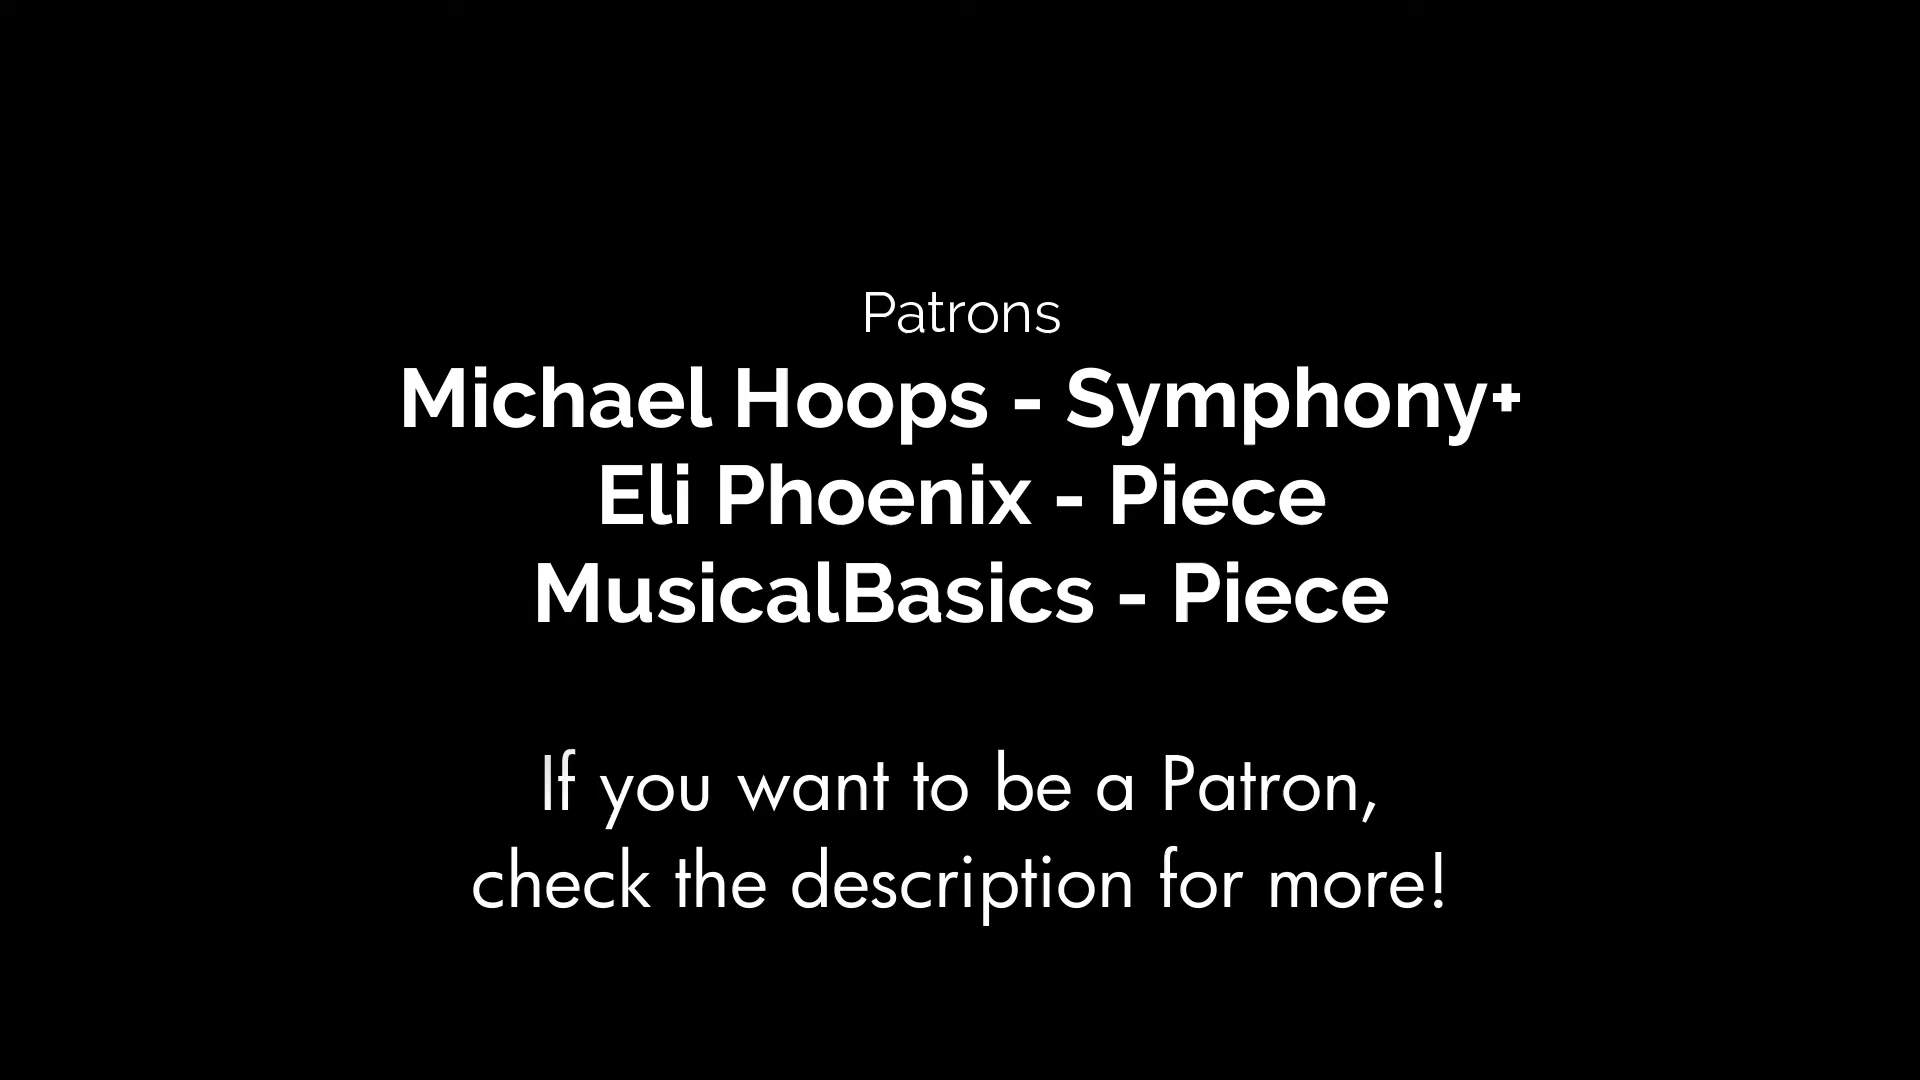 Patrons
Michael Hoops - Symphony+
Eli Phoenix - Piece
MusicalBasics - Piece
If you want to be a Patron,
check the description for more!